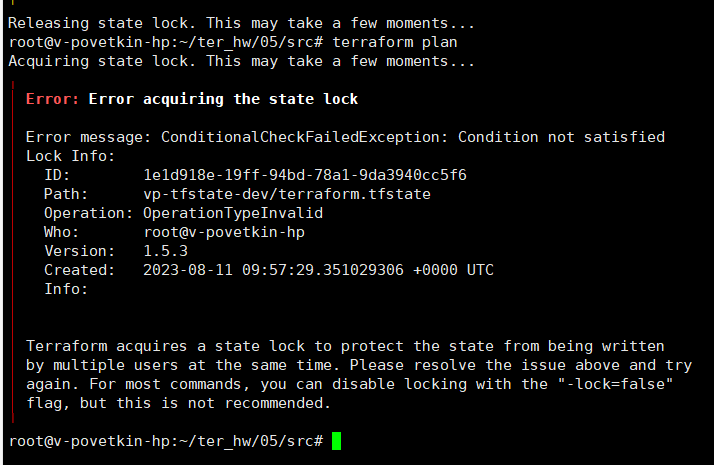 Releasing state lock. This may take a few moments...
root@v-povetkin-hp:~/ter_hw/05/src# terraform plan
Acquiring state lock. This may take a few moments...
Error: Error acquiring the state lock
Error message: ConditionalCheckFailedException: Condition not satisfied
Lock Info:
ID: 1e1d918e-19ff-94bd-78a1-9da3940cc5f6
Path: vp-tfstate-dev/terraform.tfstate
Operation: OperationTypeInvalid
Who: root@v-povetkin-hp
Version: 1.5.3
Created: 2023-08-11 09:57:29.351029306 +0000 UTC
Info:
Terraform acquires a state lock to protect the state from being written
by multiple users at the same time. Please resolve the issue above and try
again. For most commands, you can disable locking with the "-lock=false"
flag, but this is not recommended.
root@v-povetkin-hp:~/ter_hw/05/src#